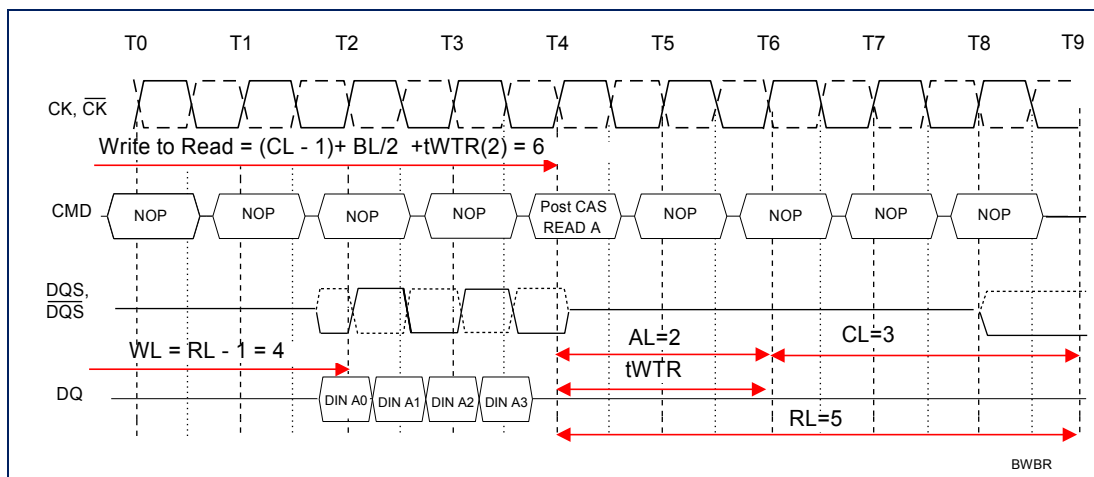 T0 T1 T2 T3 T4 T5 T6 T7 T8 T9
CK, CK
Write to Read = (CL - 1)+ BL/2 +tWTR(2) = 6
CMD NOP NOP NOP NOP Post CAS READ A NOP NOP NOP NOP
DQS,
DQS
AL=2 CL=3
WL = RL - 1 = 4
tWTR
DQ DIN A0 DIN A1 DIN A2 DIN A3
RL=5
BWBR